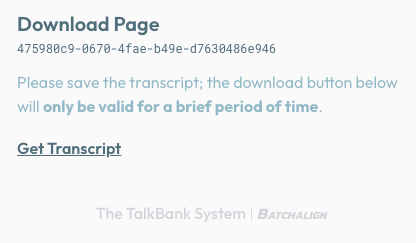 Download Page
475980c9-0670-4fae-b49e-d7630486e946
Please save the transcript; the download button below
will only be valid for a brief period of time.
Get Transcript
The TalkBank System | BATCHALIGN